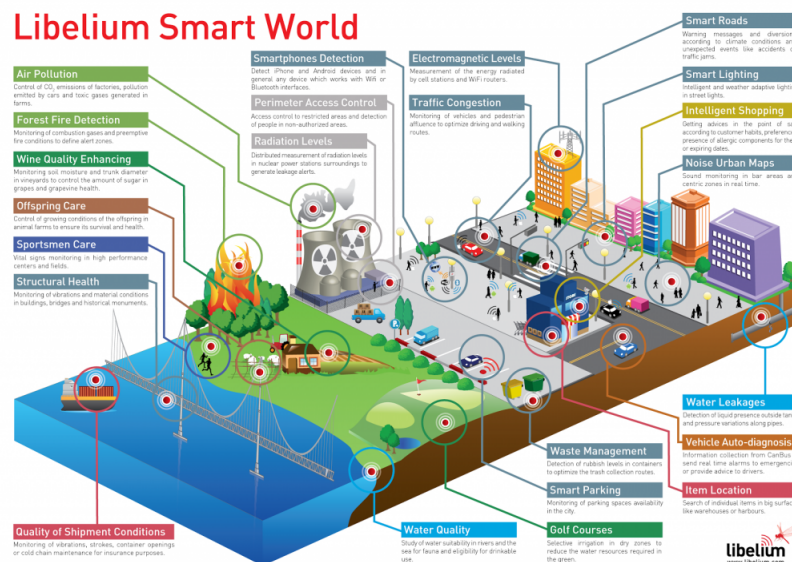 Libelium Smart World
Air Pollution
Control of CO₂ emissions of factories, pollution
emitted by cars and toxic gases generated in
farms.
Forest Fire Detection
Monitoring of combustion gases and preemptive
fire conditions to define alert zones.
Wine Quality Enhancing
Monitoring soil moisture and trunk diameter
in vineyards to control the amount of sugar in
grapes and grapevine health.
Offspring Care
Control of growing conditions of the offspring in
animal farms to ensure its survival and health.
Sportsmen Care
Vital signs monitoring in high performance
centers and fields.
Structural Health
Monitoring of vibrations and material conditions
in buildings, bridges and historical monuments.
Quality of Shipment Conditions
Monitoring of vibrations, strokes, container openings
or cold chain maintenance for insurance purposes.
Smartphones Detection
Detect iPhone and Android devices and in
general any device which works with Wifi or
Bluetooth interfaces.
Perimeter Access Control
Access control to restricted areas and detection
of people in non-authorized areas.
Radiation Levels
Distributed measurement of radiation levels
in nuclear power stations surroundings to
generate leakage alerts.
Electromagnetic Levels
Measurement of the energy radiated
by cell stations and WiFi routers.
Traffic Congestion
Monitoring of vehicles and pedestrian
affluence to optimize driving and walking
routes.
Smart Roads
Warning messages and diversion
according to climate conditions an
unexpected events like accidents o
traffic jams.
Smart Lighting
Intelligent and weather adaptive lightin
in street lights.
Intelligent Shopping
Getting advices in the point of sa
according to customer habits, preference
presence of allergic components for the
or expiring dates.
Noise Urban Maps
Sound monitoring in bar areas an
centric zones in real time.
Water Leakages
Detection of liquid presence outside tan
and pressure variations along pipes.
Vehicle Auto-diagnosis
Information collection from CanBus
send real time alarms to emergencie
or provide advice to drivers.
Item Location
Search of individual items in big surfac
like warehouses or harbours.
Waste Management
Detection of rubbish levels in containers
to optimize the trash collection routes.
Smart Parking
Monitoring of parking spaces availability
in the city.
Golf Courses
Selective irrigation in dry zones to
reduce the water resources required in
the green.
Water Quality
Study of water suitability in rivers and the
sea for fauna and eligibility for drinkable
use.
libelium
www.libelium.com